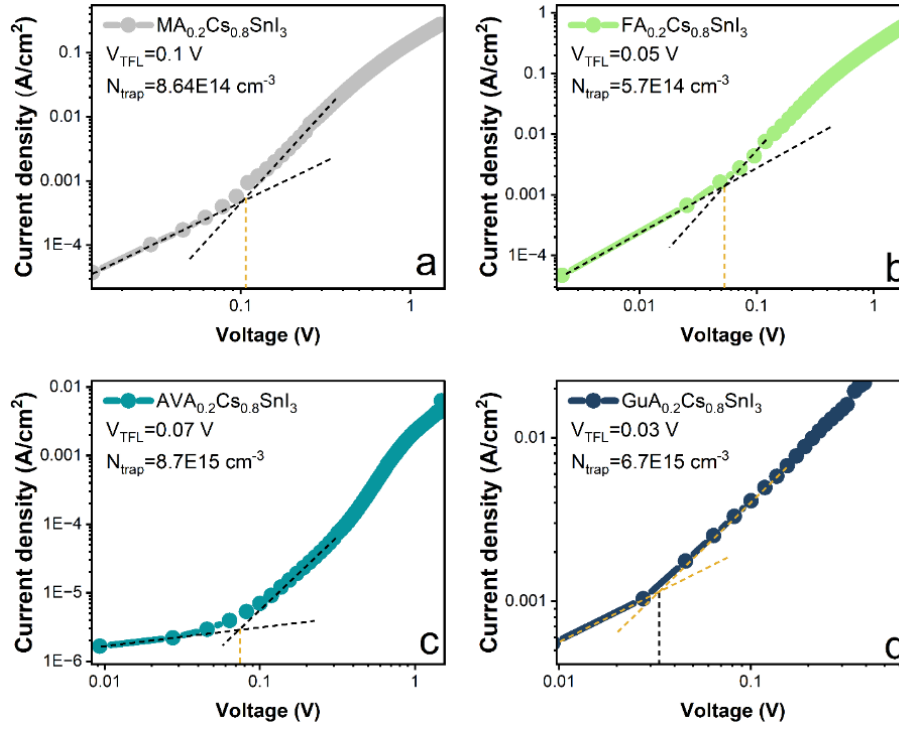 MA0.2Cs0.8SnI3
VTFL=0.1 V
Ntrap=8.64E14 cm-3
Current density (A/cm2)
0.1
0.01
0.001
1E-4
0.1
1
Voltage (V)
a
FA0.2Cs0.8SnI3
VTFL=0.05 V
Ntrap=5.7E14 cm-3
Current density (A/cm2)
1
0.1
0.01
0.001
1E-4
0.01
0.1
1
Voltage (V)
b
AVA0.2Cs0.8SnI3
VTFL=0.07 V
Ntrap=8.7E15 cm-3
Current density (A/cm2)
0.01
0.001
1E-4
1E-5
1E-6
0.01
0.1
1
Voltage (V)
c
GuA0.2Cs0.8SnI3
VTFL=0.03 V
Ntrap=6.7E15 cm-3
Current density (A/cm2)
0.01
0.001
0.01
0.1
Voltage (V)
d